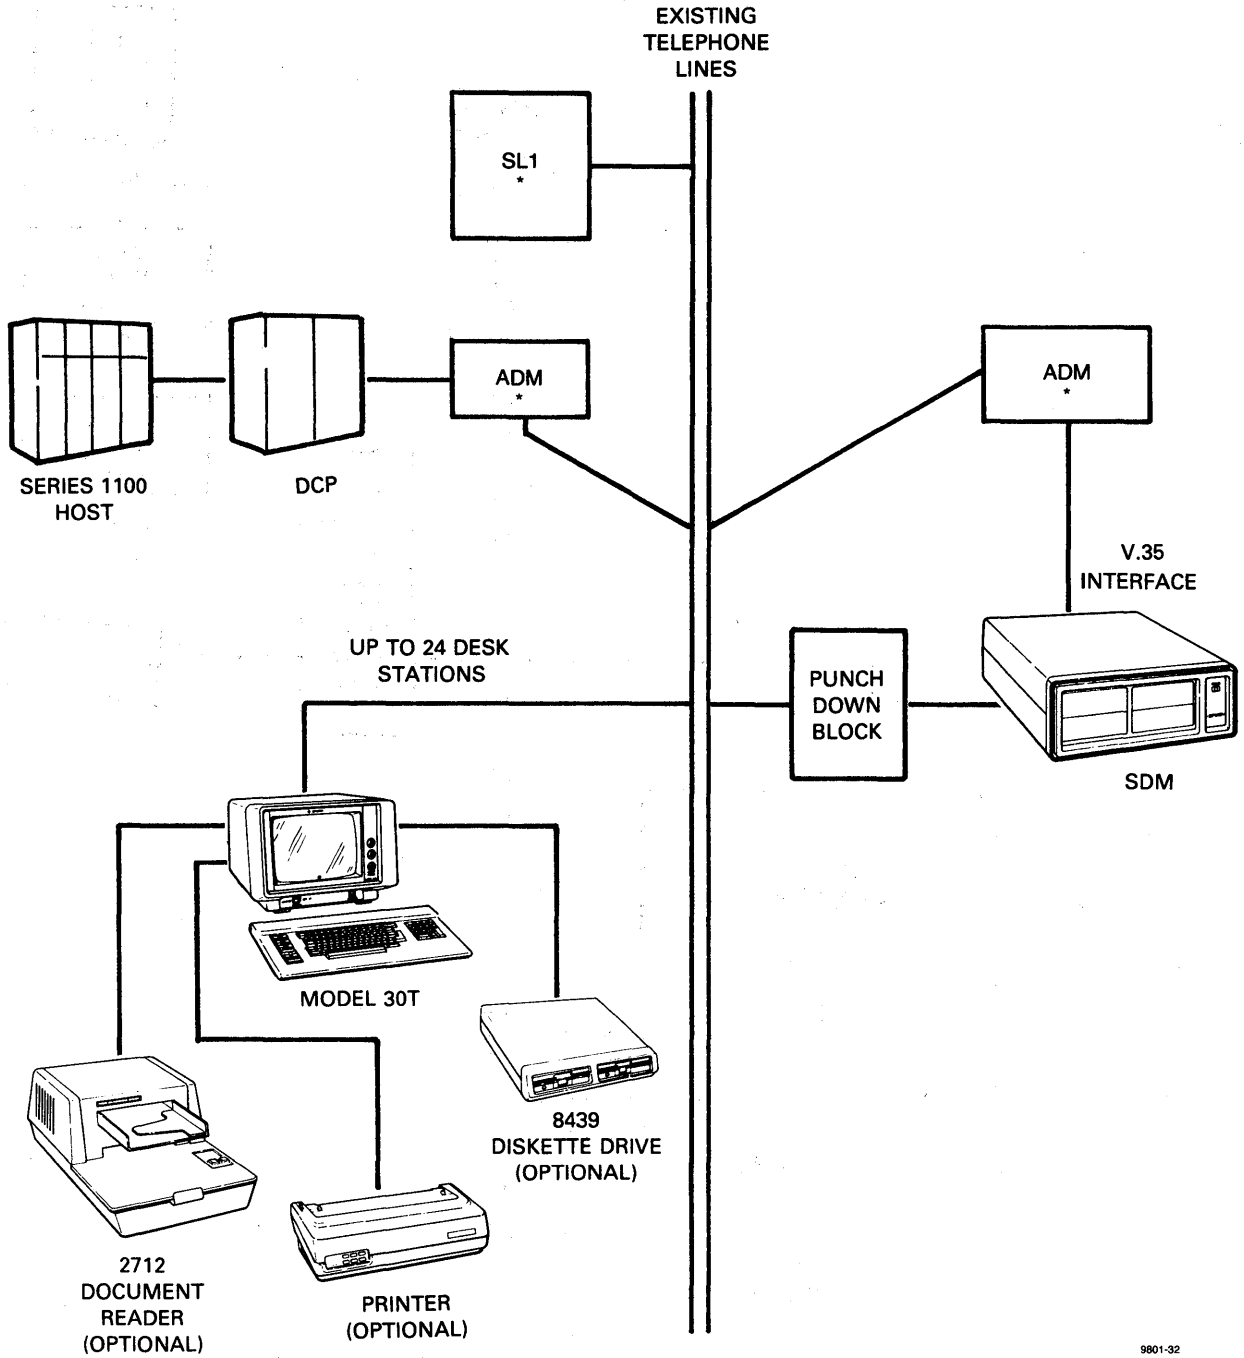 EXISTING
TELEPHONE
LINES
SL1
*
ADM
*
ADM
*
SERIES 1100
HOST
DCP
V.35
INTERFACE
UP TO 24 DESK
STATIONS
PUNCH
DOWN
BLOCK
SDM
MODEL 30T
8439
DISKETTE DRIVE
(OPTIONAL)
2712
DOCUMENT
READER
(OPTIONAL)
PRINTER
(OPTIONAL)
9801-32